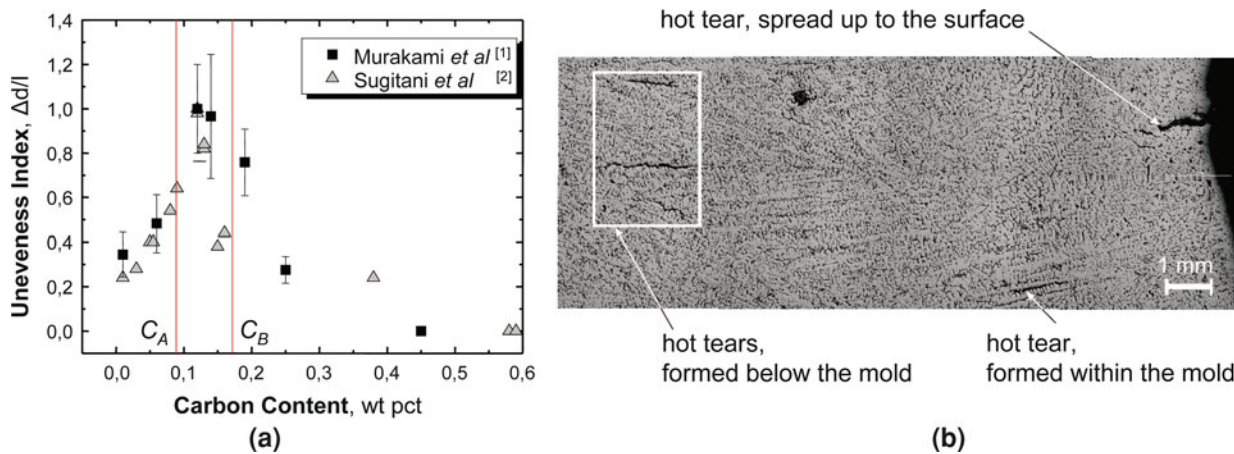 1,4
1,2
1,0
0,8
0,6
0,4
0,2
0,0
Uneveness Index, Δd/l
Murakami et al [1]
Sugitani et al [2]
C_A
C_B
0,0 0,1 0,2 0,3 0,4 0,5 0,6
Carbon Content, wt pct
(a)
hot tear, spread up to the surface
1 mm
hot tears,
formed below the mold
hot tear,
formed within the mold
(b)